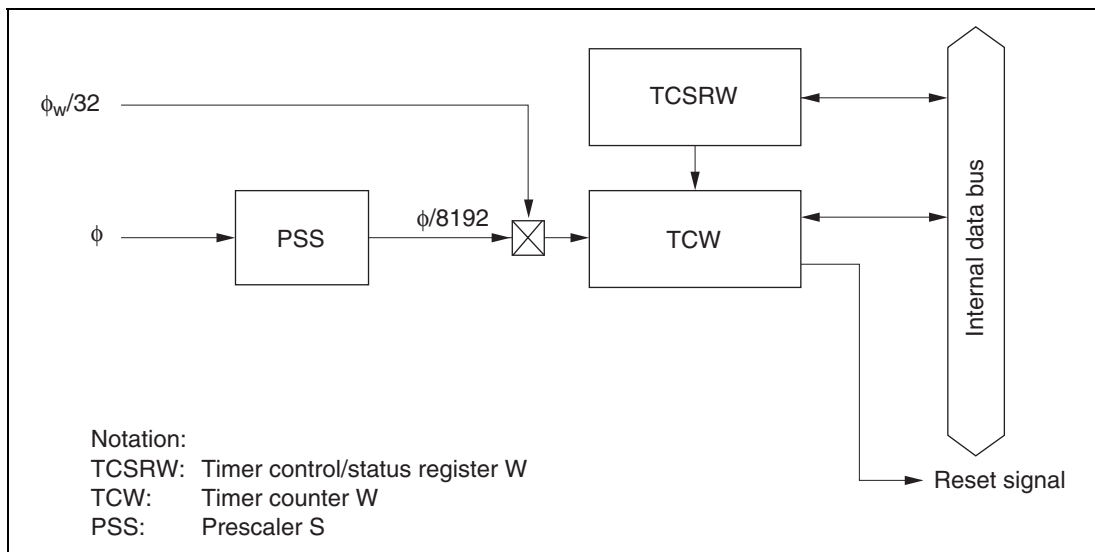 TCSRW
ϕw/32
ϕ/8192
ϕ
PSS
TCW
Internal data bus
Notation:
TCSRW: Timer control/status register W
TCW: Timer counter W
PSS: Prescaler S
Reset signal